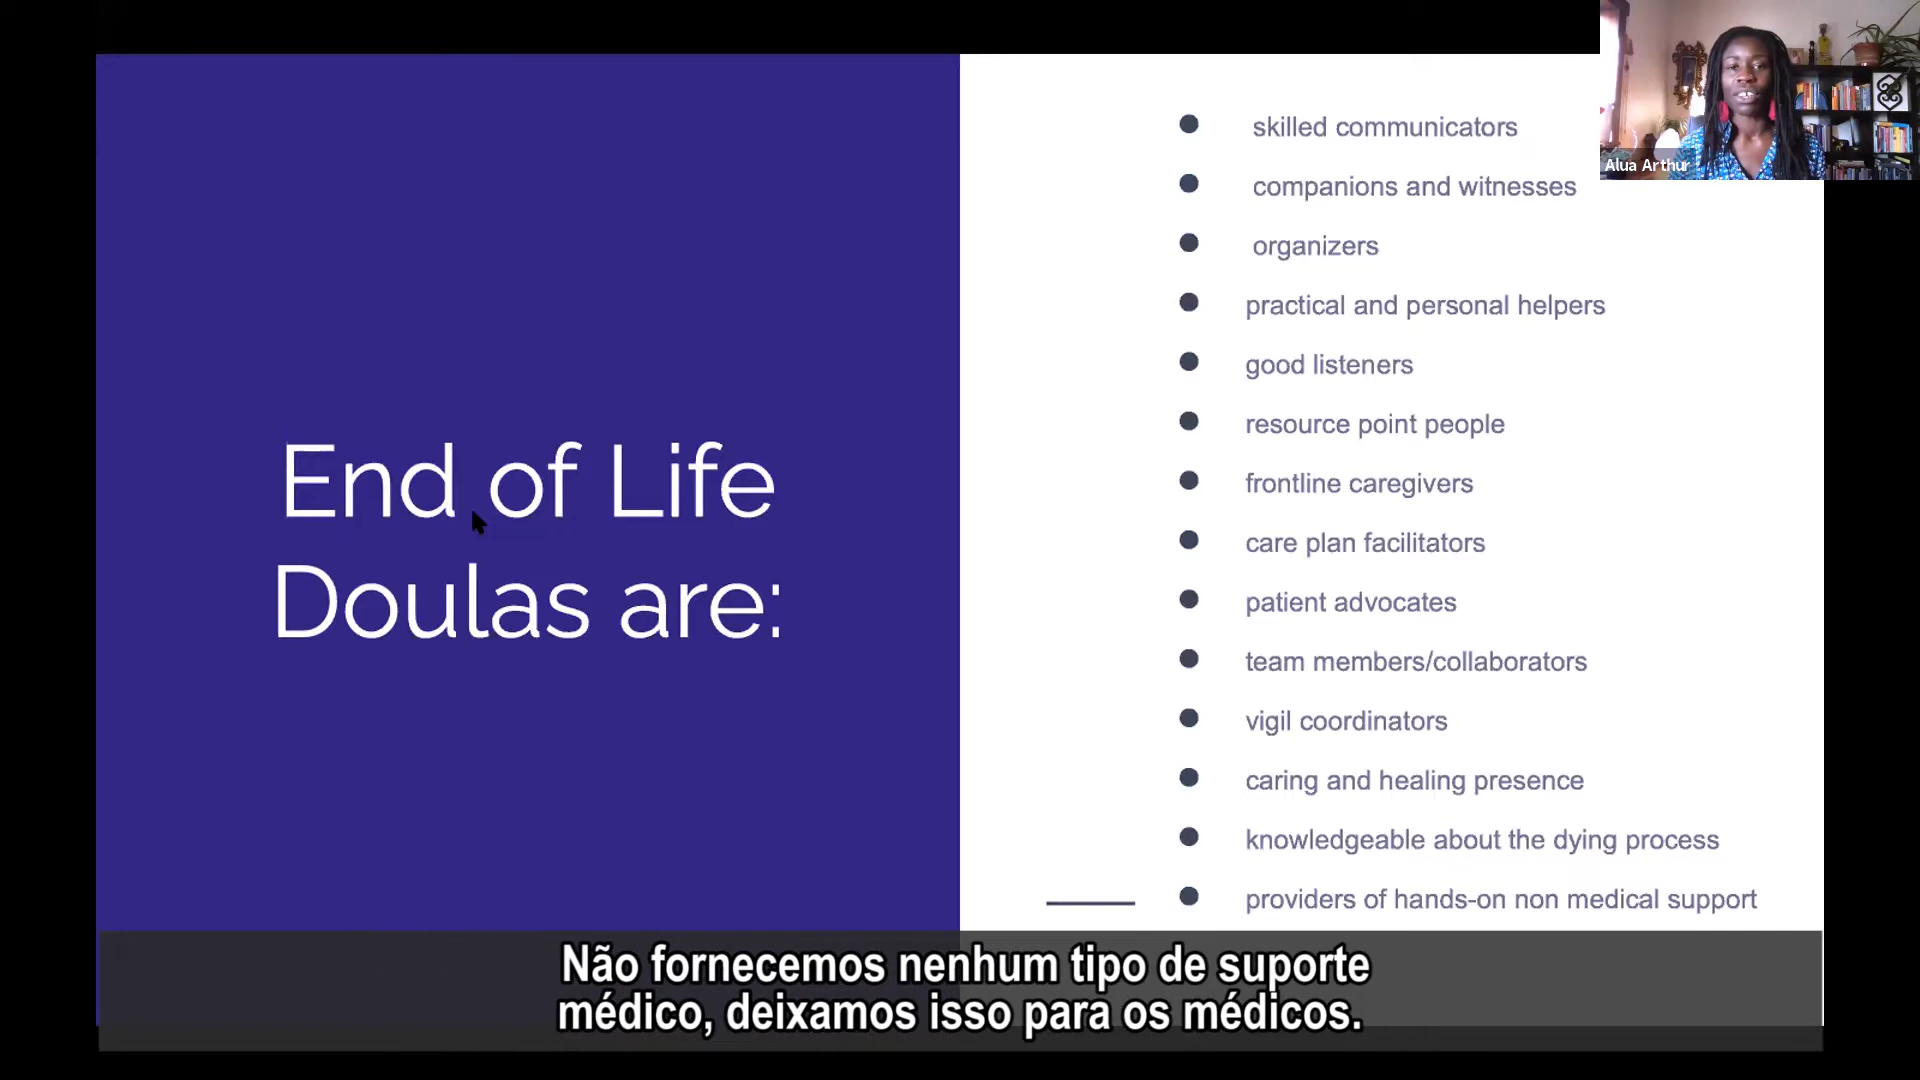 End of Life
Doulas are:
skilled communicators
companions and witnesses
organizers
practical and personal helpers
good listeners
resource point people
frontline caregivers
care plan facilitators
patient advocates
team members/collaborators
vigil coordinators
caring and healing presence
knowledgeable about the dying process
providers of hands-on non medical support
Alua Arthur
Não fornecemos nenhum tipo de suporte
médico, deixamos isso para os médicos.